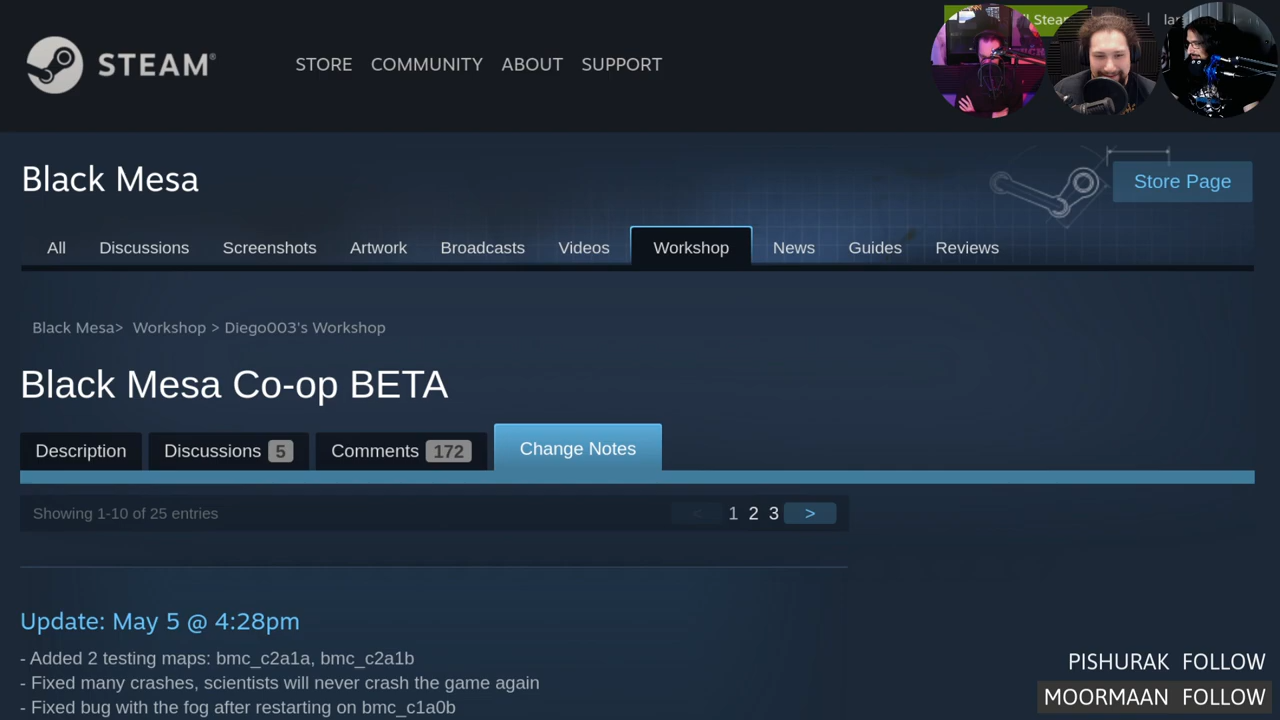 ll Steam
|
STEAM®
STORE COMMUNITY ABOUT SUPPORT
Black Mesa
Store Page
All Discussions Screenshots Artwork Broadcasts Videos Workshop News Guides Reviews
Black Mesa> Workshop > Diego003's Workshop
Black Mesa Co-op BETA
Description Discussions 5 Comments 172 Change Notes
Showing 1-10 of 25 entries < 1 2 3 >
Update: May 5 @ 4:28pm
- Added 2 testing maps: bmc_c2a1a, bmc_c2a1b
- Fixed many crashes, scientists will never crash the game again
- Fixed bug with the fog after restarting on bmc_c1a0b
PISHURAK FOLLOW
MOORMAAN FOLLOW